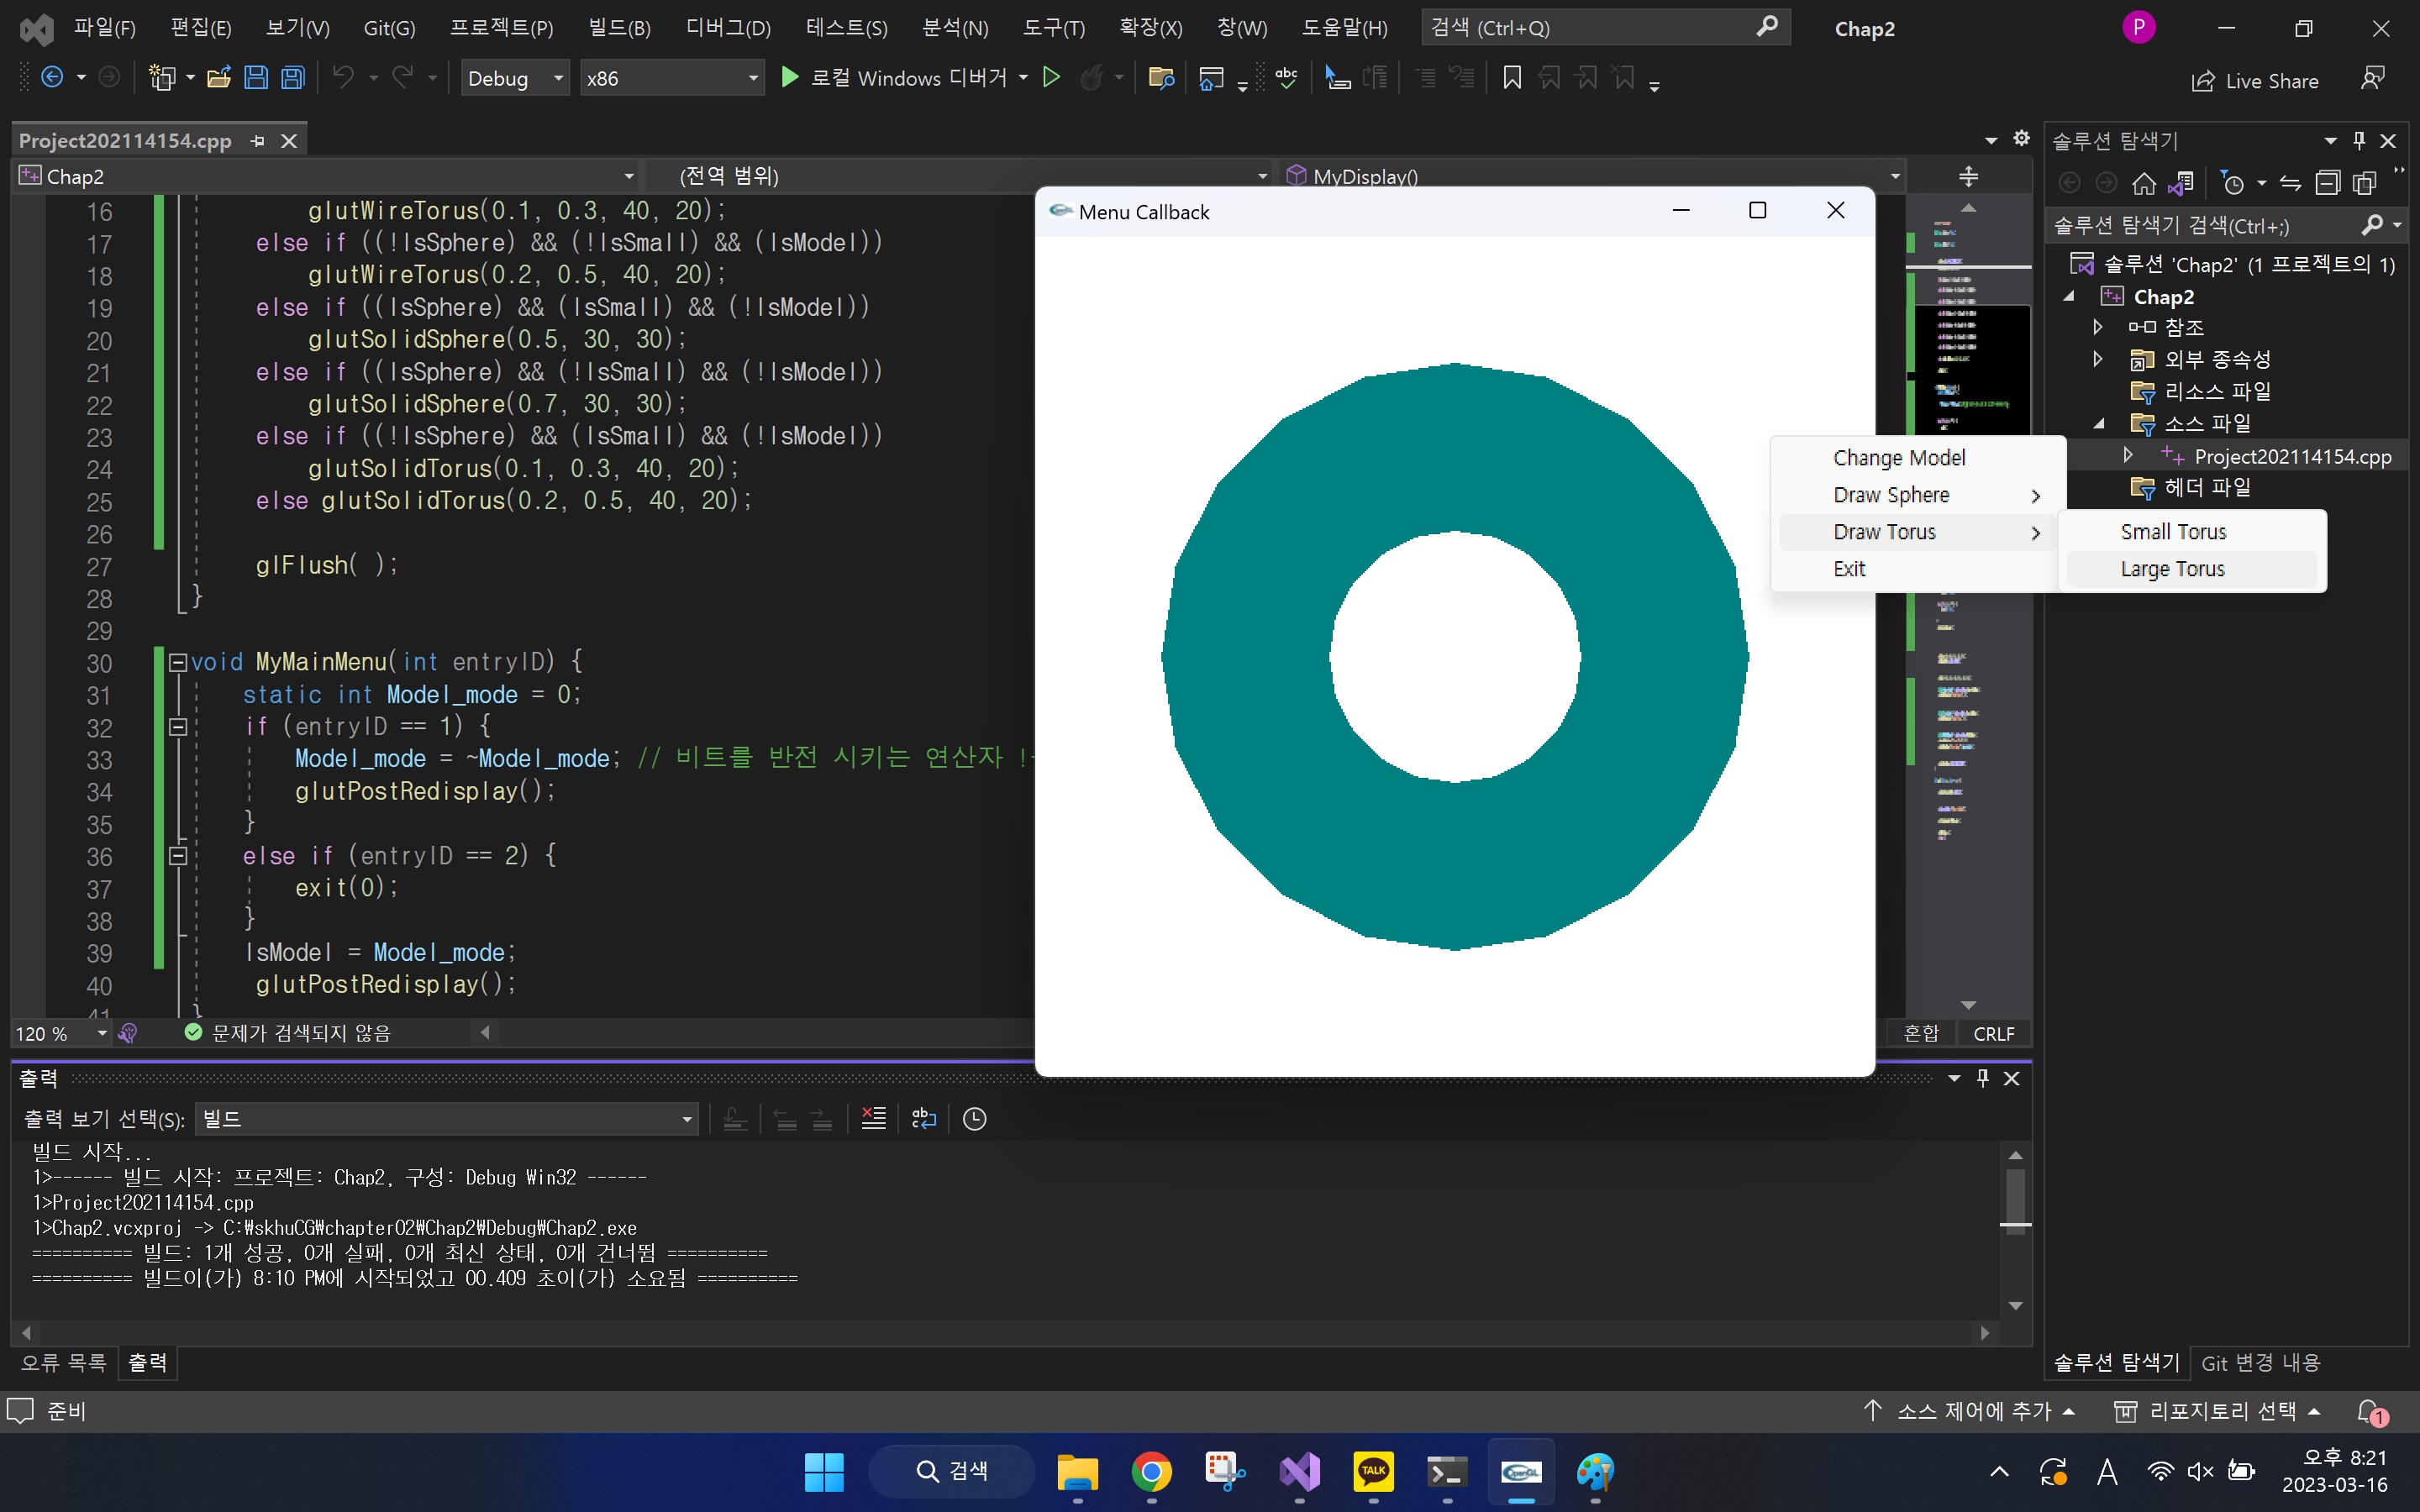 파일(F) 편집(E) 보기(V) Git(G) 프로젝트(P) 빌드(B) 디버그(D) 테스트(S) 분석(N) 도구(T) 확장(X) 창(W) 도움말(H) 검색 (Ctrl+Q) Chap2 P
Debug x86 로컬 Windows 디버거 abc Live Share
Project202114154.cpp
Chap2 (전역 범위) MyDisplay()
16 glutWireTorus(0.1, 0.3, 40, 20);
17 else if ((!IsSphere) && (!IsSmall) && (IsModel))
18 glutWireTorus(0.2, 0.5, 40, 20);
19 else if ((IsSphere) && (IsSmall) && (!IsModel))
20 glutSolidSphere(0.5, 30, 30);
21 else if ((IsSphere) && (!IsSmall) && (!IsModel))
22 glutSolidSphere(0.7, 30, 30);
23 else if ((!IsSphere) && (IsSmall) && (!IsModel))
24 glutSolidTorus(0.1, 0.3, 40, 20);
25 else glutSolidTorus(0.2, 0.5, 40, 20);
26
27 glFlush( );
28 }
29
30 void MyMainMenu(int entryID) {
31 static int Model_mode = 0;
32 if (entryID == 1) {
33 Model_mode = ~Model_mode; // 비트를 반전 시키는 연산자 !
34 glutPostRedisplay();
35 }
36 else if (entryID == 2) {
37 exit(0);
38 }
39 IsModel = Model_mode;
40 glutPostRedisplay();
41 }
120 % 문제가 검색되지 않음 혼합 CRLF
Menu Callback
Change Model
Draw Sphere
Draw Torus
Exit
Small Torus
Large Torus
솔루션 탐색기
솔루션 탐색기 검색(Ctrl+;)
솔루션 'Chap2' (1 프로젝트의 1)
Chap2
참조
외부 종속성
리소스 파일
소스 파일
Project202114154.cpp
헤더 파일
출력
출력 보기 선택(S): 빌드
빌드 시작...
1>------ 빌드 시작: 프로젝트: Chap2, 구성: Debug Win32 ------
1>Project202114154.cpp
1>Chap2.vcxproj -> C:₩skhuCG₩chapter02₩Chap2₩Debug₩Chap2.exe
========== 빌드: 1개 성공, 0개 실패, 0개 최신 상태, 0개 건너뜀 ==========
========== 빌드이(가) 8:10 PM에 시작되었고 00.409 초이(가) 소요됨 ==========
오류 목록 출력
솔루션 탐색기 Git 변경 내용
준비 소스 제어에 추가 리포지토리 선택 1
검색 TALK OpenGL A 오후 8:21
2023-03-16